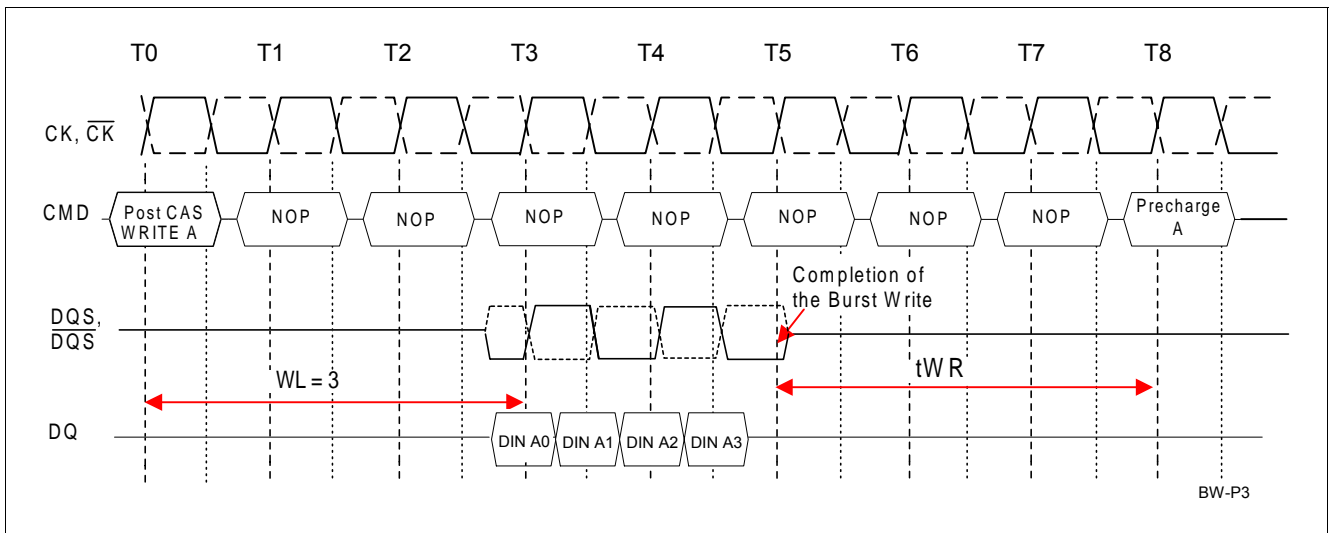 T0 T1 T2 T3 T4 T5 T6 T7 T8
CK, CK
CMD
Post CAS
WRITE A
NOP NOP NOP NOP NOP NOP NOP
Precharge
A
Completion of
the Burst Write
DQS,
DQS
WL = 3
tWR
DQ
DIN A0 DIN A1 DIN A2 DIN A3
BW-P3